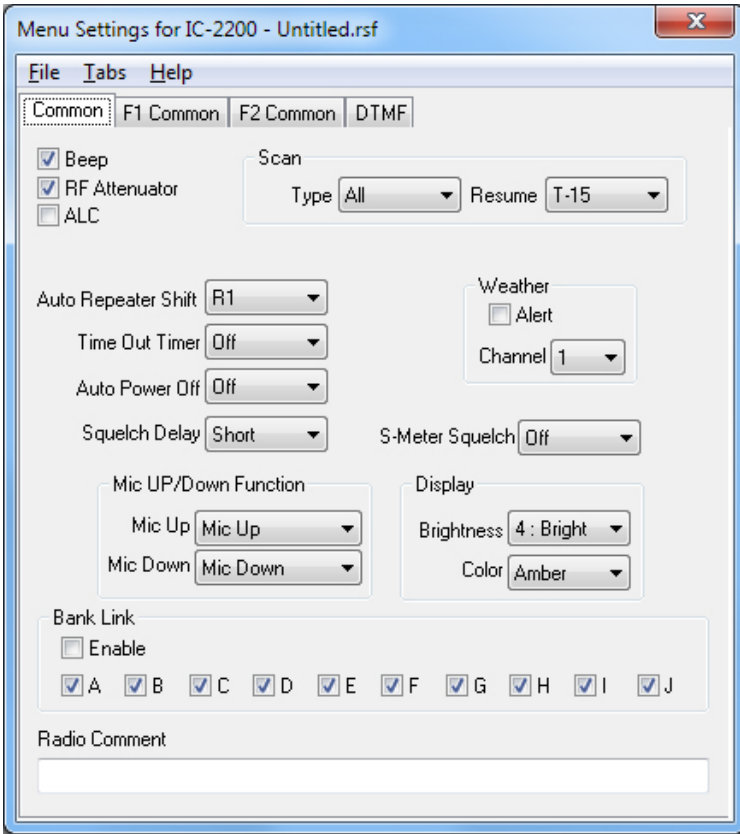 Menu Settings for IC-2200 - Untitled.rsf
File Tabs Help
Common F1 Common F2 Common DTMF
Beep
RF Attenuator
ALC
Scan
Type All Resume T-15
Auto Repeater Shift R1
Time Out Timer Off
Auto Power Off Off
Squelch Delay Short
Weather
Alert
Channel 1
S-Meter Squelch Off
Mic UP/Down Function
Mic Up Mic Up
Mic Down Mic Down
Display
Brightness 4 : Bright
Color Amber
Bank Link
Enable
A B C D E F G H I J
Radio Comment